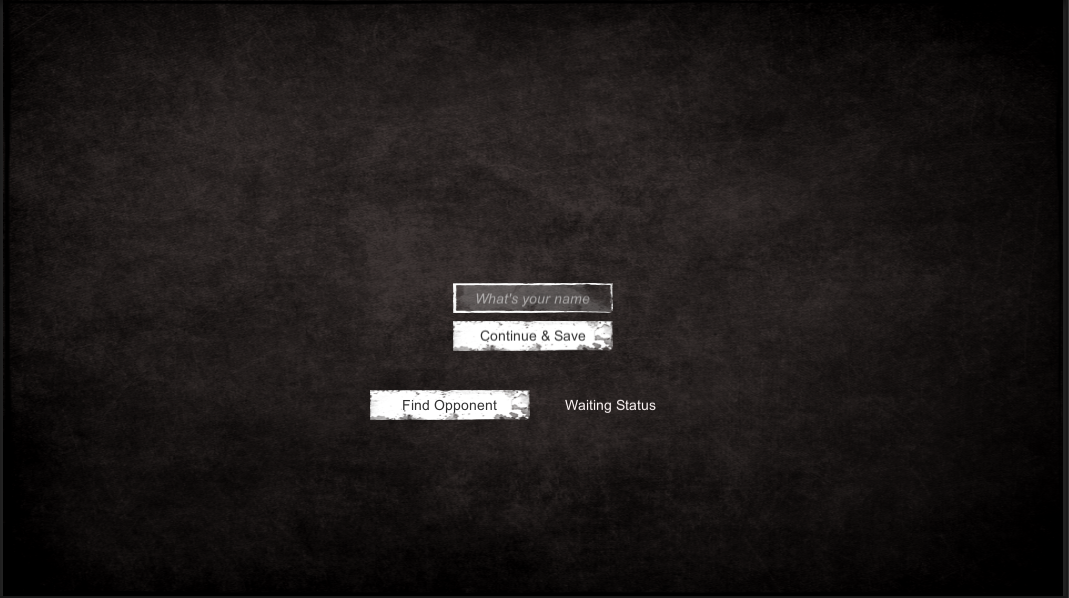 What's your name
Continue & Save
Find Opponent
Waiting Status